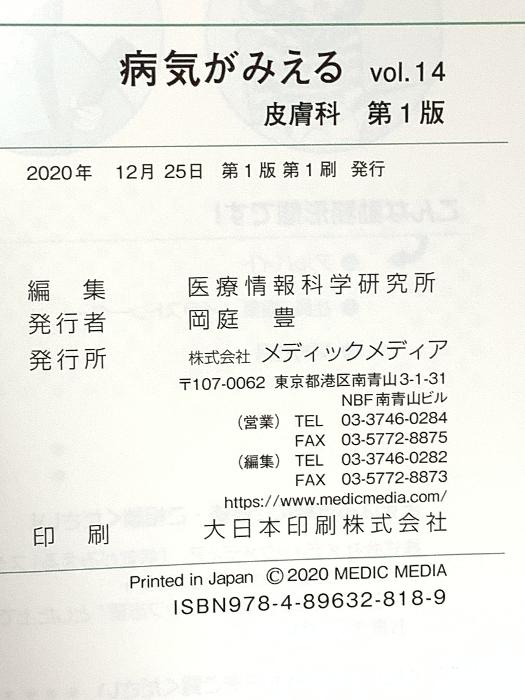 病気がみえる vol.14
皮膚科 第1版
2020年 12月 25日 第1版 第1刷 発行
編 集 医療情報科学研究所
発行者 岡庭 豊
発行所 株式会社 メディックメディア
〒107-0062 東京都港区南青山3-1-31
NBF南青山ビル
(営業) TEL 03-3746-0284
FAX 03-5772-8875
(編集) TEL 03-3746-0282
FAX 03-5772-8873
https://www.medicmedia.com/
印 刷 大日本印刷株式会社
Printed in Japan ©2020 MEDIC MEDIA
ISBN978-4-89632-818-9